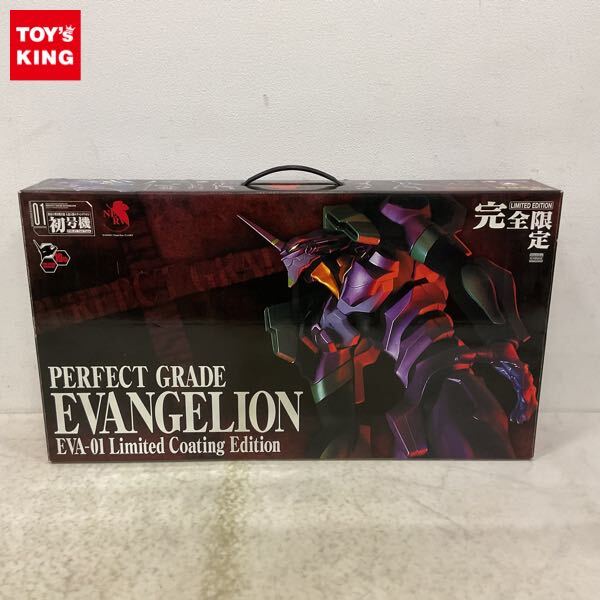 TOY's
KING
01
初号機
NERV
LIMITED EDITION
完全限定
PERFECT GRADE
EVANGELION
EVA-01 Limited Coating Edition